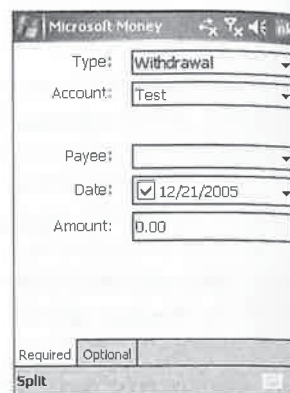 Microsoft Money
Type: Withdrawal
Account: Test
Payee:
Date: 12/21/2005
Amount: 0.00
Required Optional
Split